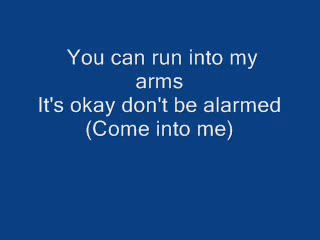 You can run into my
arms
It's okay don't be alarmed
(Come into me)